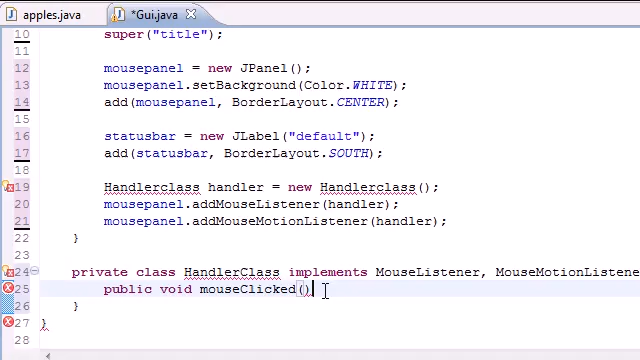 apples.java *Gui.java
10 super("title");
11
12 mousepanel = new JPanel();
13 mousepanel.setBackground(Color.WHITE);
14 add(mousepanel, BorderLayout.CENTER);
15
16 statusbar = new JLabel("default");
17 add(statusbar, BorderLayout.SOUTH);
18
19 Handlerclass handler = new Handlerclass();
20 mousepanel.addMouseListener(handler);
21 mousepanel.addMouseMotionListener(handler);
22 }
23
24 private class HandlerClass implements MouseListener, MouseMotionListene
25 public void mouseClicked()
26 }
27 }
28